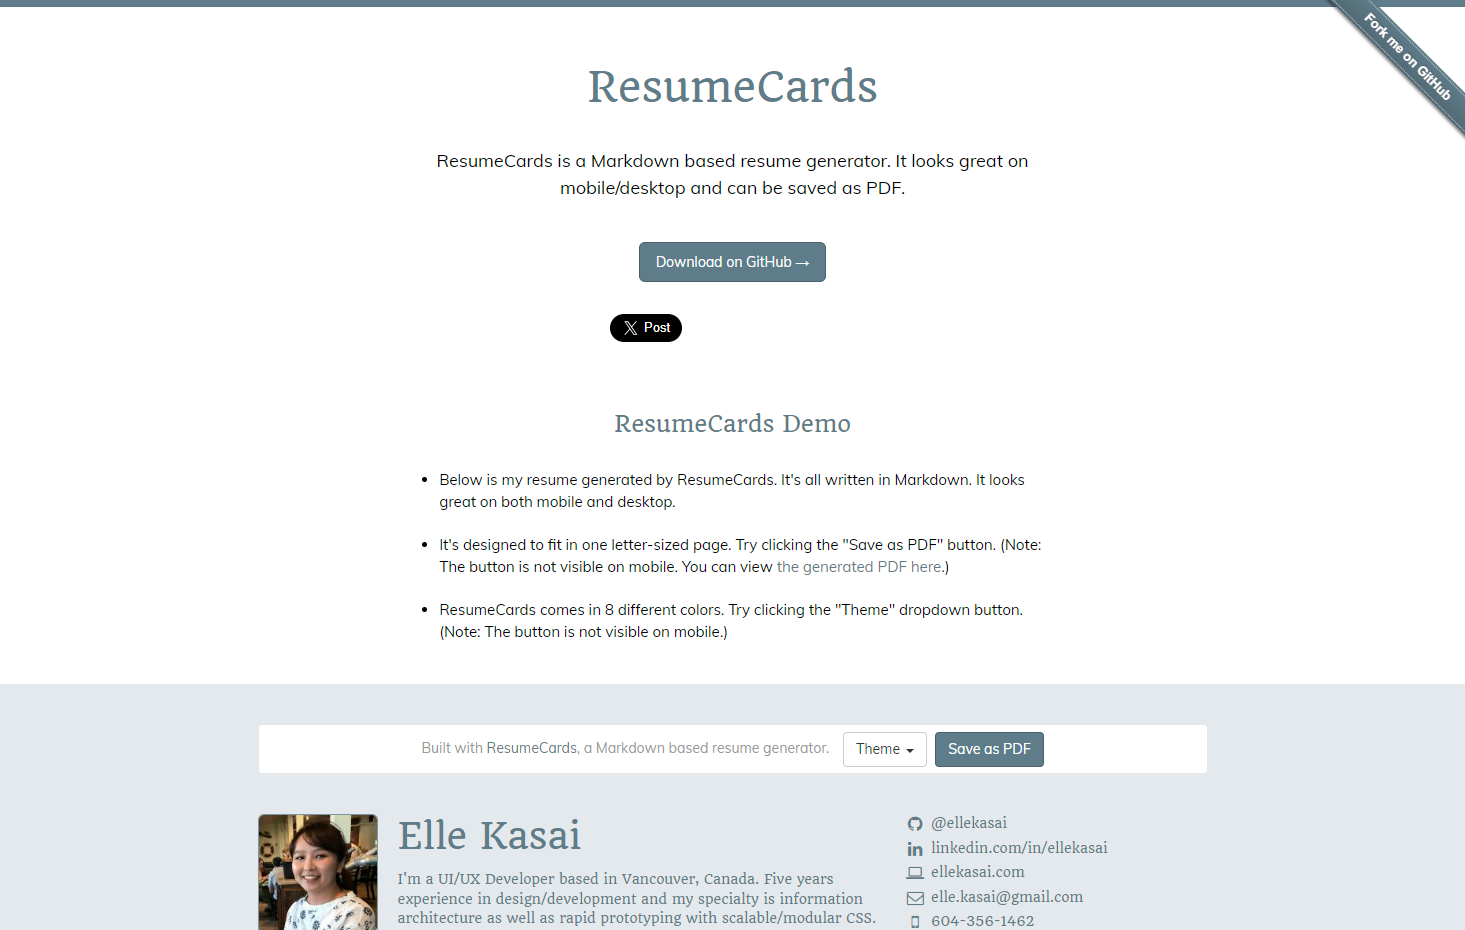 Fork me on GitHub
ResumeCards
ResumeCards is a Markdown based resume generator. It looks great on
mobile/desktop and can be saved as PDF.
Download on GitHub →
Post
ResumeCards Demo
• Below is my resume generated by ResumeCards. It's all written in Markdown. It looks
great on both mobile and desktop.
• It's designed to fit in one letter-sized page. Try clicking the "Save as PDF" button. (Note:
The button is not visible on mobile. You can view the generated PDF here.)
• ResumeCards comes in 8 different colors. Try clicking the "Theme" dropdown button.
(Note: The button is not visible on mobile.)
Built with ResumeCards, a Markdown based resume generator. Theme Save as PDF
Elle Kasai
I'm a UI/UX Developer based in Vancouver, Canada. Five years
experience in design/development and my specialty is information
architecture as well as rapid prototyping with scalable/modular CSS.
@ellekasai
linkedin.com/in/ellekasai
ellekasai.com
elle.kasai@gmail.com
604-356-1462